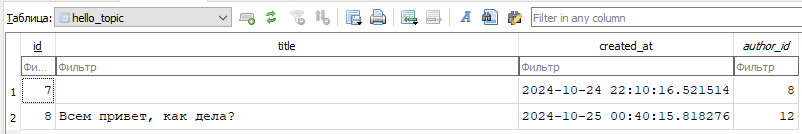 Таблица: hello_topic Filter in any column
id title created_at author_id
Фи... Фильтр Фильтр Фильтр
1 7 2024-10-24 22:10:16.521514 8
2 8 Всем привет, как дела? 2024-10-25 00:40:15.818276 12